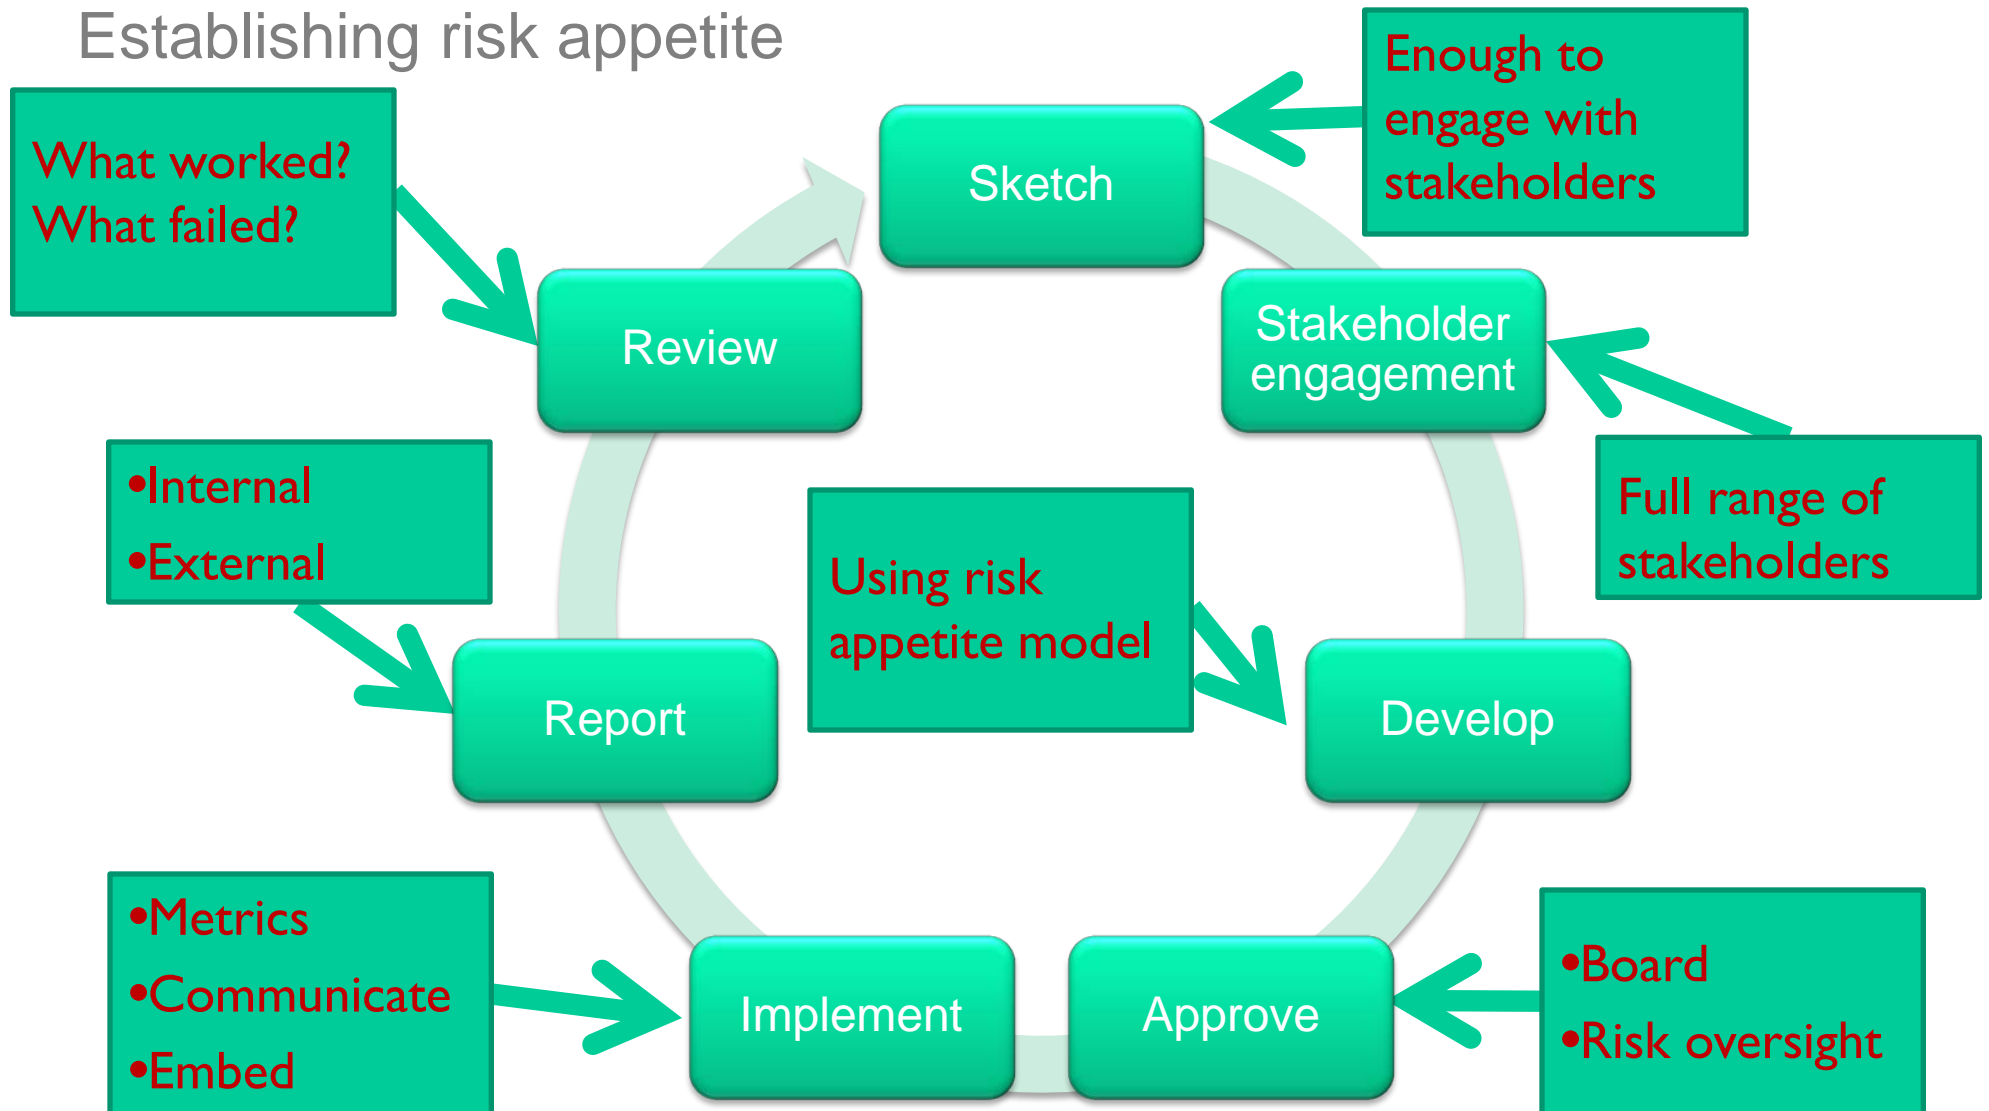 Establishing risk appetite
Enough to
engage with
stakeholders
What worked?
What failed?
Sketch
Stakeholder
engagement
Review
•Internal
•External
Full range of
stakeholders
Using risk
appetite model
Report
Develop
•Metrics
•Communicate
•Embed
Implement
Approve
•Board
•Risk oversight